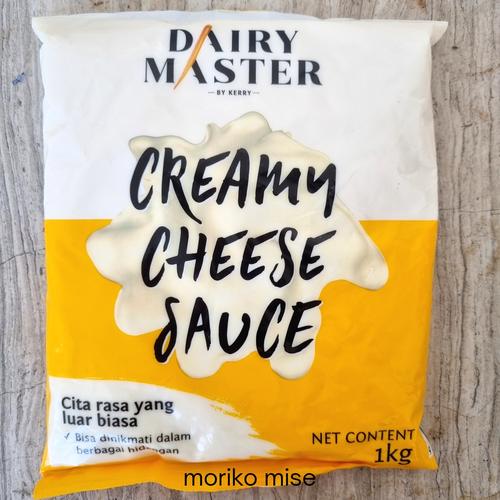 DAIRY
MASTER
BY KERRY
CREAMY
CHEESE
SAUCE
Cita rasa yang
luar biasa
✓ Bisa dinikmati dalam
berbagai hidangan
NET CONTENT
1kg
moriko mise